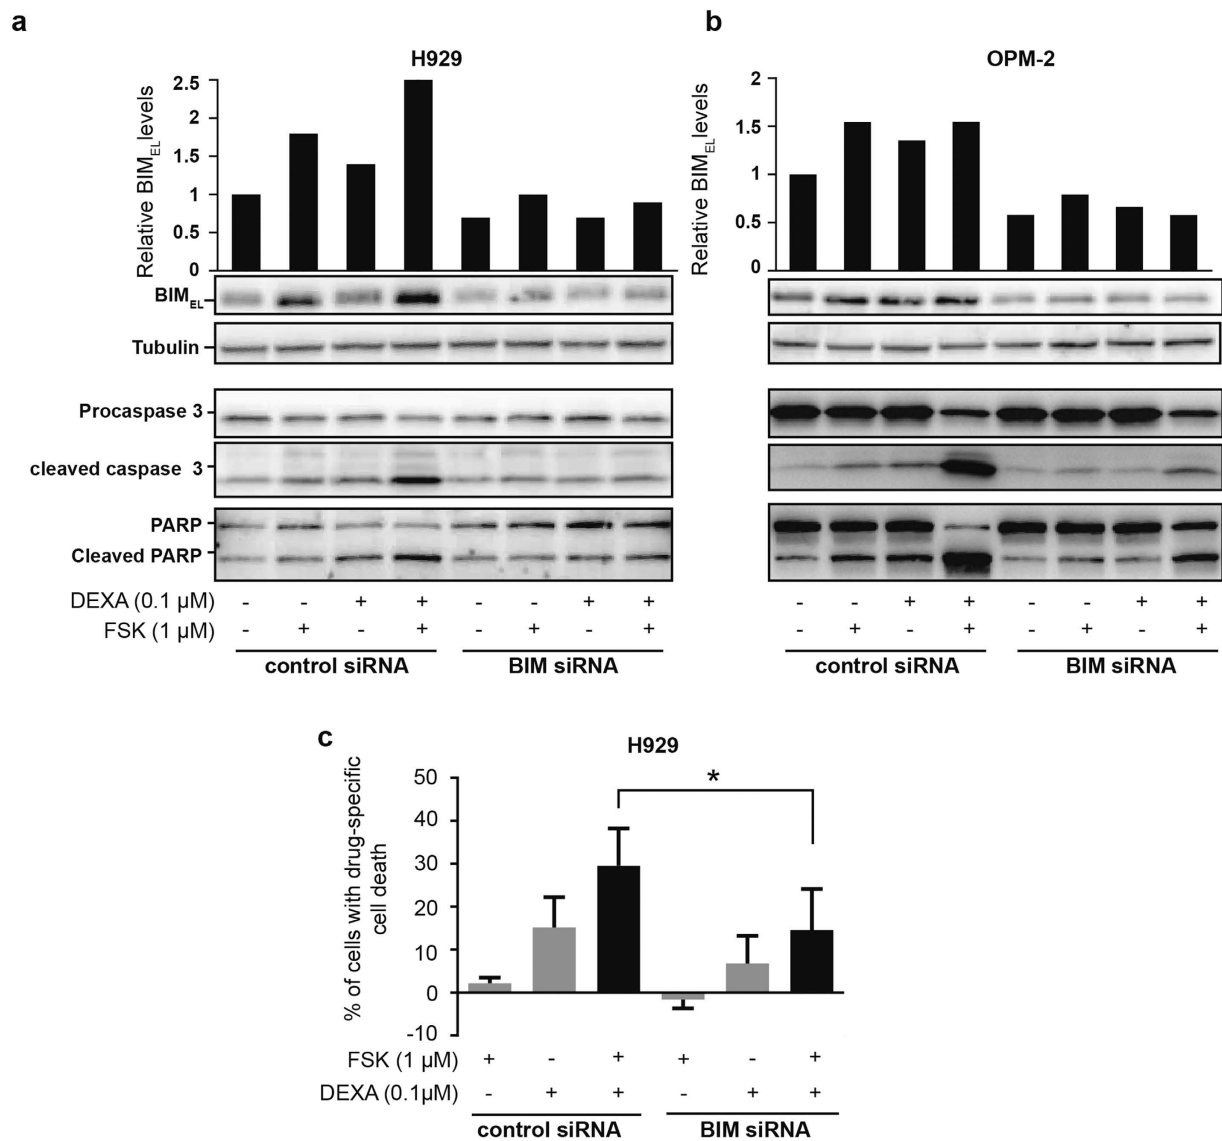 a
H929
Relative BIM_EL levels
2.5
2
1.5
1
0.5
0
BIM_EL
Tubulin
Procaspase 3
cleaved caspase 3
PARP
Cleaved PARP
DEXA (0.1 µM) - - + + - - + +
FSK (1 µM) - + - + - + - +
control siRNA BIM siRNA
b
OPM-2
Relative BIM_EL levels
2
1.5
1
0.5
0
- - + + - - + +
- + - + - + - +
control siRNA BIM siRNA
c
H929
% of cells with drug-specific
cell death
50
40
30
20
10
0
-10
*
FSK (1 µM) + - + + - +
DEXA (0.1µM) - + + - + +
control siRNA BIM siRNA